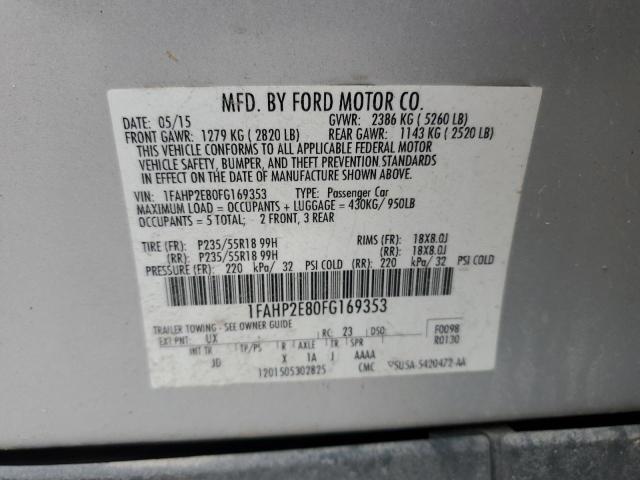 MFD. BY FORD MOTOR CO.
DATE: 05/15 GVWR: 2386 KG ( 5260 LB)
FRONT GAWR: 1279 KG ( 2820 LB) REAR GAWR: 1143 KG ( 2520 LB)
THIS VEHICLE CONFORMS TO ALL APPLICABLE FEDERAL MOTOR
VEHICLE SAFETY, BUMPER, AND THEFT PREVENTION STANDARDS
IN EFFECT ON THE DATE OF MANUFACTURE SHOWN ABOVE.
VIN: 1FAHP2E80FG169353 TYPE: Passenger Car
MAXIMUM LOAD = OCCUPANTS + LUGGAGE = 430KG/ 950LB
OCCUPANTS = 5 TOTAL; 2 FRONT, 3 REAR
TIRE (FR): P235/55R18 99H RIMS (FR): 18X8.0J
(RR): P235/55R18 99H (RR): 18X8.0J
PRESSURE (FR): 220 kPa/ 32 PSI COLD (RR): 220 kPa/ 32 PSI COLD
1FAHP2E80FG169353
TRAILER TOWING - SEE OWNER GUIDE
EXT PNT: UX RC: 23 DSO: F0098
INT TR TP/PS R AXLE TR SPR R0130
JD X 1A J AAAA
1201505302825 CMC ▽5U5A-5420472-AA